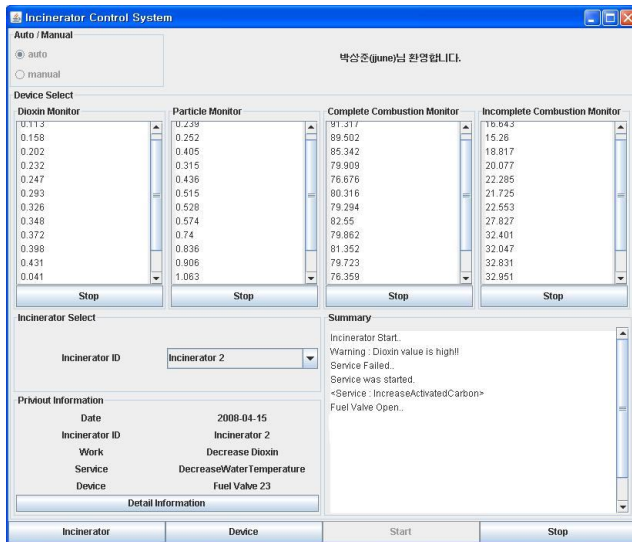 Incinerator Control System
Auto / Manual
auto
manual
박상준(jjune)님 환영합니다.
Device Select
Dioxin Monitor
0.113
0.158
0.202
0.232
0.247
0.293
0.326
0.348
0.372
0.398
0.431
0.041
Stop
Particle Monitor
0.239
0.252
0.405
0.315
0.436
0.515
0.528
0.574
0.74
0.836
0.906
1.063
Stop
Complete Combustion Monitor
91.317
89.502
85.342
79.909
76.676
80.316
79.294
82.55
79.862
81.352
79.723
76.359
Stop
Incomplete Combustion Monitor
16.643
15.26
18.817
20.077
22.285
21.725
22.553
27.827
32.401
32.047
32.831
32.951
Stop
Incinerator Select
Incinerator ID Incinerator 2
Priviout Information
Date 2008-04-15
Incinerator ID Incinerator 2
Work Decrease Dioxin
Service DecreaseWaterTemperature
Device Fuel Valve 23
Detail Information
Summary
Incinerator Start..
Warning : Dioxin value is high!!
Service Failed..
Service was started.
<Service : IncreaseActivatedCarbon>
Fuel Valve Open..
Incinerator Device Start Stop